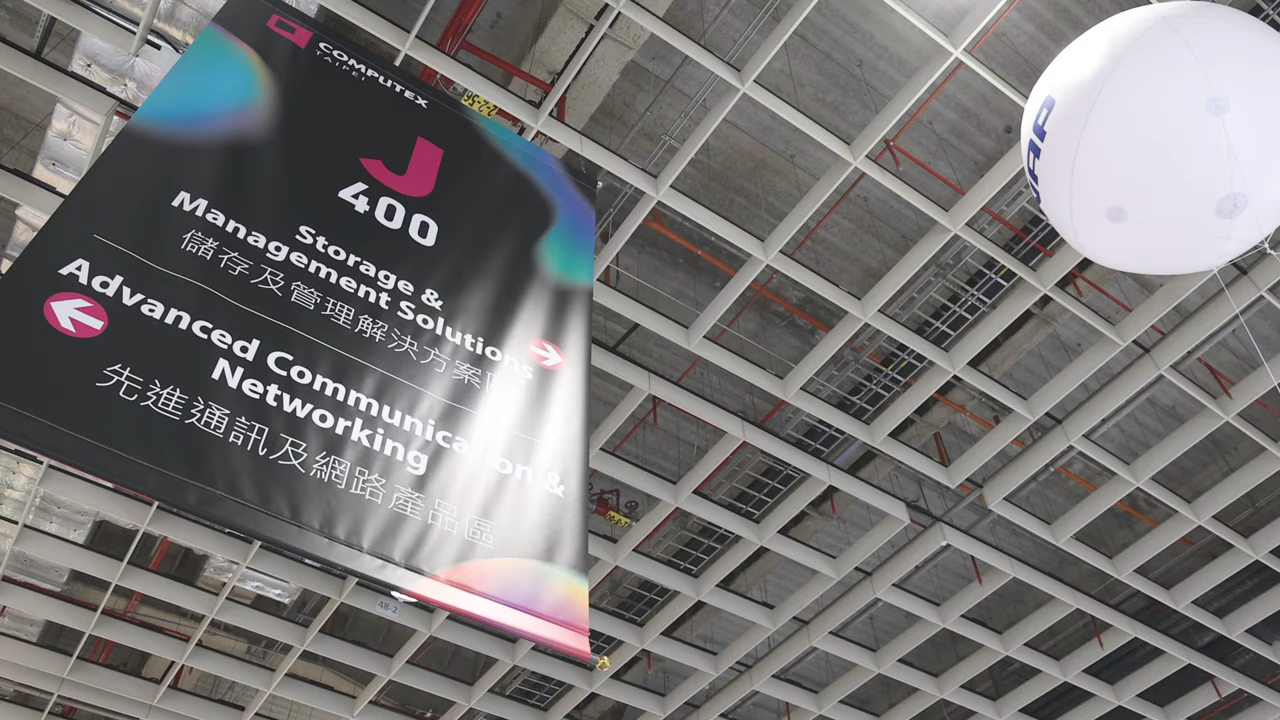 COMPUTEX
TAIPEI
J
400
Storage &
Management Solutions
儲存及管理解決方案
Advanced Communication &
Networking
先進通訊及網路產品區
48-2